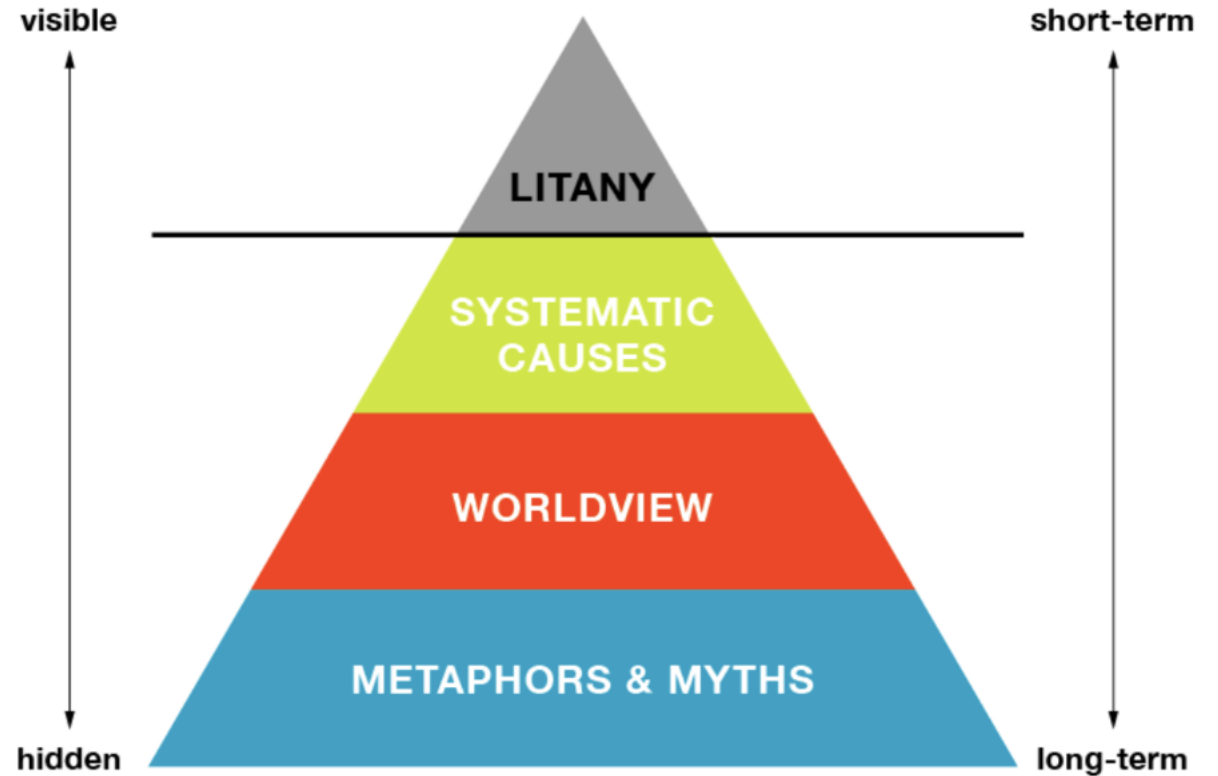 visible
short-term
LITANY
SYSTEMATIC
CAUSES
WORLDVIEW
METAPHORS & MYTHS
hidden
long-term